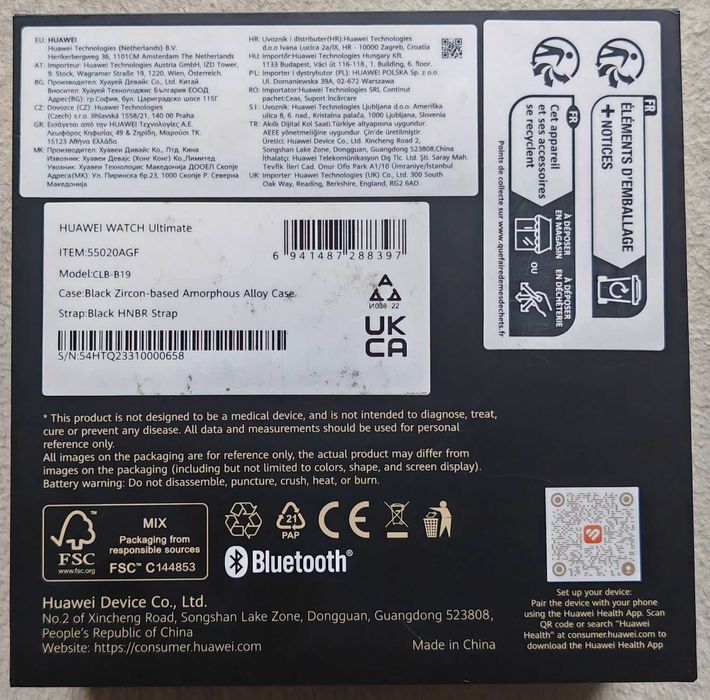 EU: HUAWEI
Huawei Technologies (Netherlands) B.V.
Herikerbergweg 36, 1101CM Amsterdam The Netherlands
AT: Importeur: Huawei Technologies Austria GmbH, IZD Tower,
9. Stock, Wagramer Straße 19, 1220, Wien, Österreich.
BG: Производител: Хуауей Девайс Ко., Лтд. Китай
Вносител: Хуауей Технолоджис България ЕООД
Адрес(BG): гр.София, бул. Цариградско шосе 115Г
CZ: Dovozce (CZ): Huawei Technologies
(Czech) s.r.o. Jihlavská 1558/21, 140 00 Praha
GR: Εισάγεται από την HUAWEI Τεχνολογίες Α.Ε.
Λεωφόρος Κηφισίας 49 & Ζηρίδη, Μαρούσι ΤΚ.
15123 Αθήνα Ελλάδα
MK: Производител: Хуавеи Дивајс Ко., Лтд. Кина
Извозник: Хуавеи Девајс (Хонг Конг) Ко.,Лимитед
Увозник: Хуавеи Технологис Македонија ДООЕЛ Скопје
Адреса(МК): УЛ. Пиринска бр.23, 1000 Скопје Р. Северна
Македонија
HR: Uvoznik i distributer(HR):Huawei Technologies
d.o.o Ivana Lucica 2a/IX, HR - 10000 Zagreb, Croatia
HU: Importőr:Huawei Technologies Hungary Kft.
1133 Budapest, Váci út 116-118, 1. Building, 6. floor.
PL: Importer i dystrybutor (PL): HUAWEI POLSKA Sp. z o.o.
Ul. Domaniewska 39A, 02-672 Warszawa
RO: Importator:Huawei Technologies SRL Continut
pachet:Ceas, Suport încărcare
SI: Uvoznik: Huawei Technologies Ljubljana d.o.o. Ameriška
ulica 8, 6. nad., Kristalna palača, 1000 Ljubljana, Slovenia
TR: Akıllı Dijital Kol Saati.Türkiye altyapısına uygundur.
AEEE yönetmeliğine uygundur. Çin'de üretilmiştir.
Üretici: Huawei Device Co., Ltd. Xincheng Road 2,
Songshan Lake Zone, Dongguan, Guangdong 523808,China
İthalatçı: Huawei Telekomünikasyon Dış Tic. Ltd. Şti. Saray Mah.
Tevfik İleri Cad. Onur Ofis Park A1/10 Ümraniye/İstanbul
UK: Importer: Huawei Technologies (UK) Co., Ltd. 300 South
Oak Way, Reading, Berkshire, England, RG2 6AD
FR
ÉLÉMENTS D'EMBALLAGE
+ NOTICES
FR
Cet appareil
et ses accessoires
se recyclent
À DÉPOSER
EN MAGASIN
OU
À DÉPOSER
EN DÉCHÈTERIE
Points de collecte sur www.quefairedemesdechets.fr
HUAWEI WATCH Ultimate
ITEM:55020AGF
Model:CLB-B19
Case:Black Zircon-based Amorphous Alloy Case
Strap:Black HNBR Strap
S/N:54HTQ23310000658
6 941487 288397
И038 22
UK
CA
* This product is not designed to be a medical device, and is not intended to diagnose, treat,
cure or prevent any disease. All data and measurements should be used for personal
reference only.
All images on the packaging are for reference only, the actual product may differ from
images on the packaging (including but not limited to colors, shape, and screen display).
Battery warning: Do not disassemble, puncture, crush, heat, or burn.
FSC
www.fsc.org
MIX
Packaging from
responsible sources
FSC™ C144853
21
PAP
CE
Bluetooth®
Huawei Device Co., Ltd.
No.2 of Xincheng Road, Songshan Lake Zone, Dongguan, Guangdong 523808,
People's Republic of China
Website: https://consumer.huawei.com
Made in China
Set up your device:
Pair the device with your phone
using the Huawei Health App. Scan
QR code or search "Huawei
Health" at consumer.huawei.com to
download the Huawei Health App